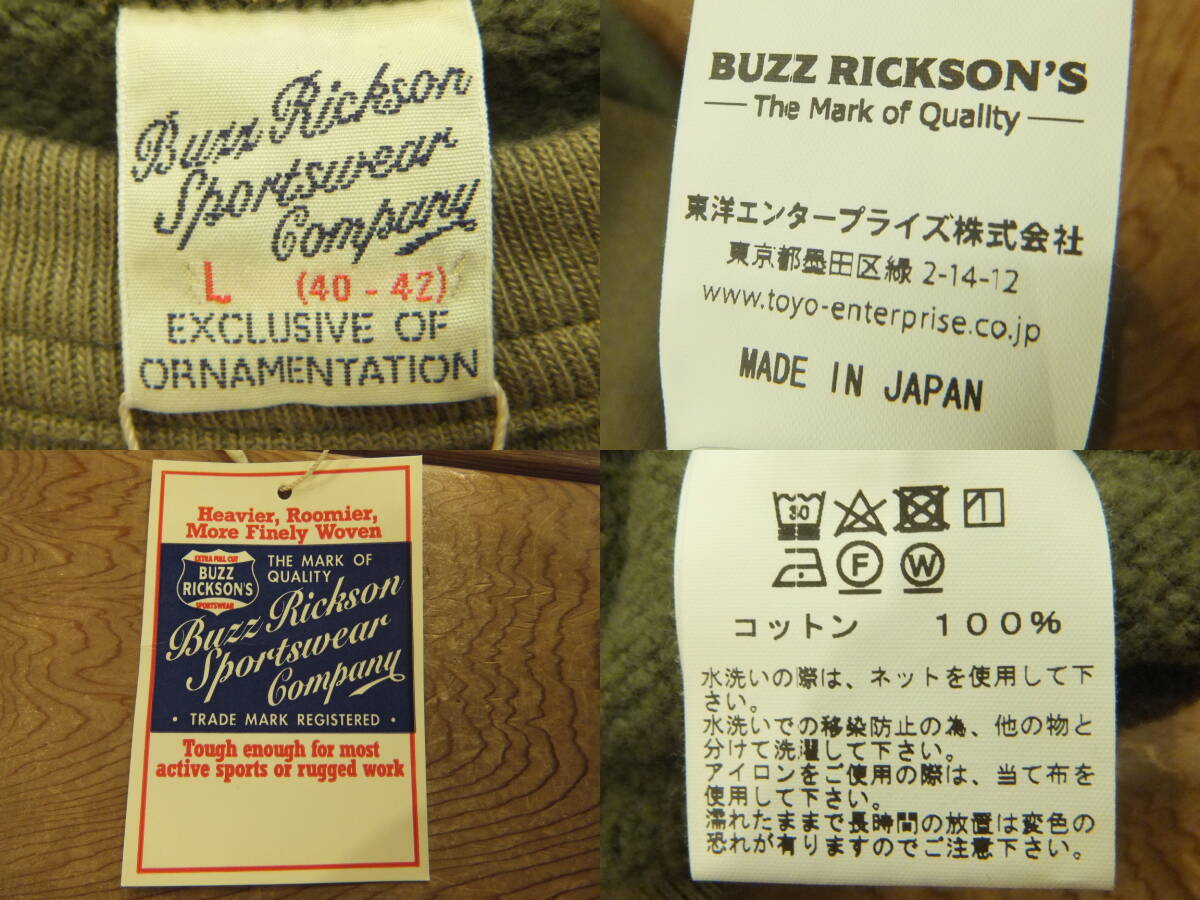 Buzz Rickson
Sportswear
Company
L (40 - 42)
EXCLUSIVE OF
ORNAMENTATION
BUZZ RICKSON'S
The Mark of Quality
東洋エンタープライズ株式会社
東京都墨田区緑 2-14-12
www.toyo-enterprise.co.jp
MADE IN JAPAN
Heavier, Roomier,
More Finely Woven
EXTRA FULL CUT
BUZZ
RICKSON'S
SPORTSWEAR
THE MARK OF
QUALITY
Buzz Rickson
Sportswear
Company
· TRADE MARK REGISTERED ·
Tough enough for most
active sports or rugged work
30
F W
コットン 100%
水洗いの際は、ネットを使用して下
さい。
水洗いでの移染防止の為、他の物と
分けて洗濯して下さい。
アイロンをご使用の際は、当て布を
使用して下さい。
濡れたままで長時間の放置は変色の
恐れが有りますのでご注意下さい。